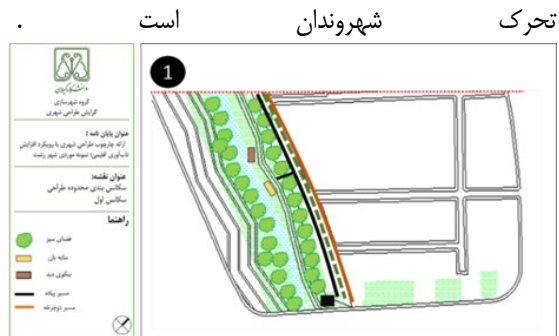 تحرک شهروندان است .
1
دانشگاه گیلان
گروه شهرسازی
گرایش طراحی شهری
عنوان پایان نامه :
ارائه چارچوب طراحی شهری با رویکرد افزایش
تاب‌آوری اقلیمی؛ نمونه موردی شهر رشت
عنوان نقشه:
سکانس بندی محدوده طراحی
سکانس اول
راهنما
فضای سبز
سایه بان
سکوی دید
مسیر پیاده
مسیر دوچرخه